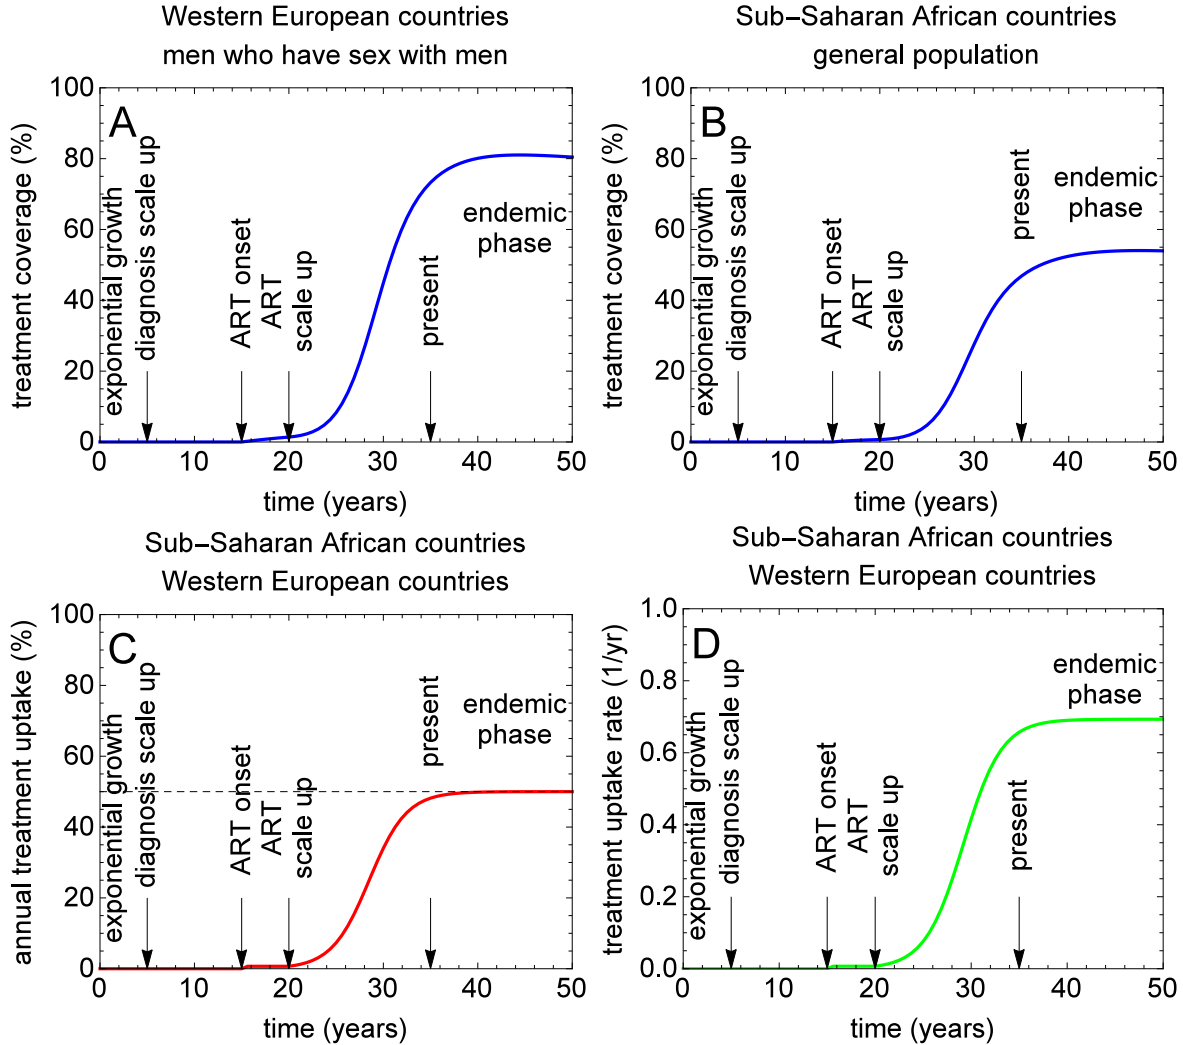 Western European countries
men who have sex with men
A
treatment coverage (%)
100
80
60
40
20
0
exponential growth
diagnosis scale up
ART onset
ART
scale up
present
endemic
phase
0 10 20 30 40 50
time (years)
Sub–Saharan African countries
general population
B
treatment coverage (%)
100
80
60
40
20
0
exponential growth
diagnosis scale up
ART onset
ART
scale up
present
endemic
phase
0 10 20 30 40 50
time (years)
Sub–Saharan African countries
Western European countries
C
annual treatment uptake (%)
100
80
60
40
20
0
exponential growth
diagnosis scale up
ART onset
ART
scale up
present
endemic
phase
0 10 20 30 40 50
time (years)
Sub–Saharan African countries
Western European countries
D
treatment uptake rate (1/yr)
1.0
0.8
0.6
0.4
0.2
0.0
exponential growth
diagnosis scale up
ART onset
ART
scale up
present
endemic
phase
0 10 20 30 40 50
time (years)